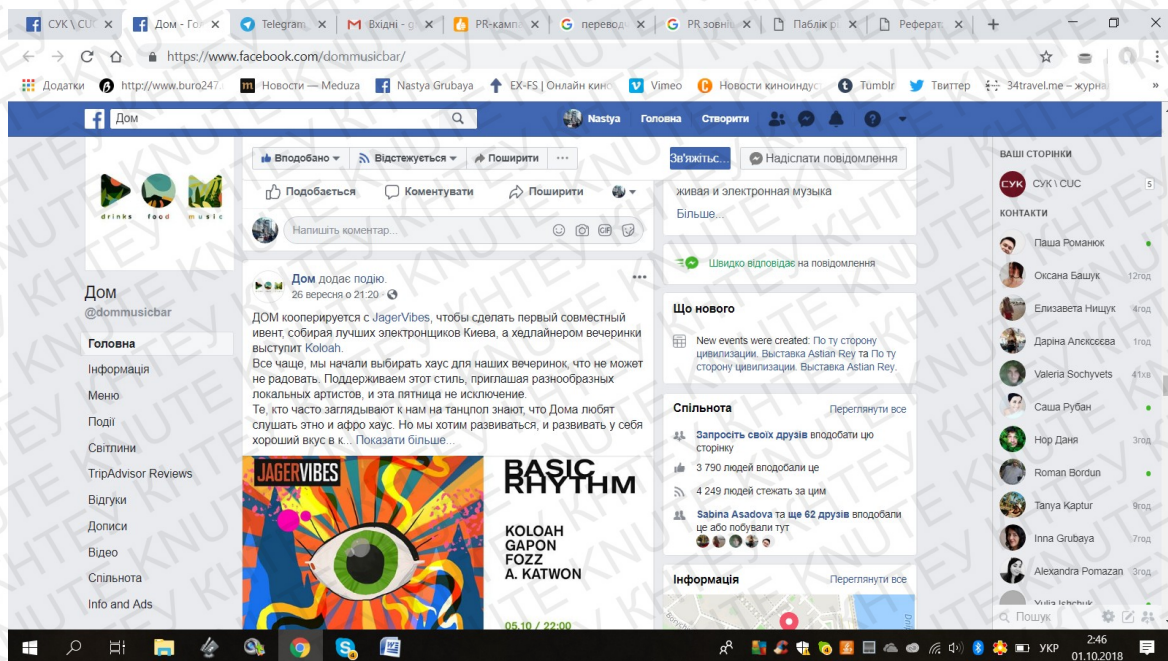 СУК \ CUC
Дом - Го
Telegram
Вхідні - g
PR-камп
перевод
PR зовні
Паблік р
Реферат
https://www.facebook.com/dommusicbar/
Додатки
http://www.buro247.
Новости — Meduza
Nastya Grubaya
EX-FS | Онлайн кино
Vimeo
Новости киноиндус
Tumblr
Твиттер
34travel.me – журна
»
Дом
Nastya
Головна
Створити
DOM
drinks food music
Дом
@dommusicbar
Головна
Інформація
Меню
Події
Світлини
TripAdvisor Reviews
Відгуки
Дописи
Відео
Спільнота
Info and Ads
Вподобано
Відстежується
Поширити
Подобається
Коментувати
Поширити
Напишіть коментар...
GIF
Дом додає подію.
26 вересня о 21:20
ДОМ кооперируется с JagerVibes, чтобы сделать первый совместный
ивент, собирая лучших электронщиков Киева, а хедлайнером вечеринки
выступит Koloah.
Все чаще, мы начали выбирать хаус для наших вечеринок, что не может
не радовать. Поддерживаем этот стиль, приглашая разнообразных
локальных артистов, и эта пятница не исключение.
Те, кто часто заглядывают к нам на танцпол знают, что Дома любят
слушать этно и афро хаус. Но мы хотим развиваться, и развивать у себя
хороший вкус в к... Показати більше...
JAGERVIBES
BASIC
RHYTHM
KOLOAH
GAPON
FOZZ
A. KATWON
05.10 / 22:00
Зв'яжітьс...
Надіслати повідомлення
живая и электронная музыка
Більше...
Швидко відповідає на повідомлення
Що нового
New events were created: По ту сторону
цивилизации. Выставка Astian Rey та По ту
сторону цивилизации. Выставка Astian Rey.
Спільнота
Переглянути все
Запросіть своїх друзів вподобати цю
сторінку
3 790 людей вподобали це
4 249 людей стежать за цим
Sabina Asadova та ще 62 друзів вподобали
це або побували тут
Інформація
Переглянути все
ВАШІ СТОРІНКИ
СУК СУК \ CUC 5
КОНТАКТИ
Паша Романюк
Оксана Башук 12год
Елизавета Нищук 4год
Даріна Алексєєва 1год
Valeria Sochyvets 41хв
Саша Рубан
Нор Даня 3год
Roman Bordun
Tanya Kaptur 9год
Inna Grubaya 7год
Alexandra Pomazan 3год
Yulia Ishchuk
Пошук
УКР
2:46
01.10.2018
KNUTE KНТЕУ